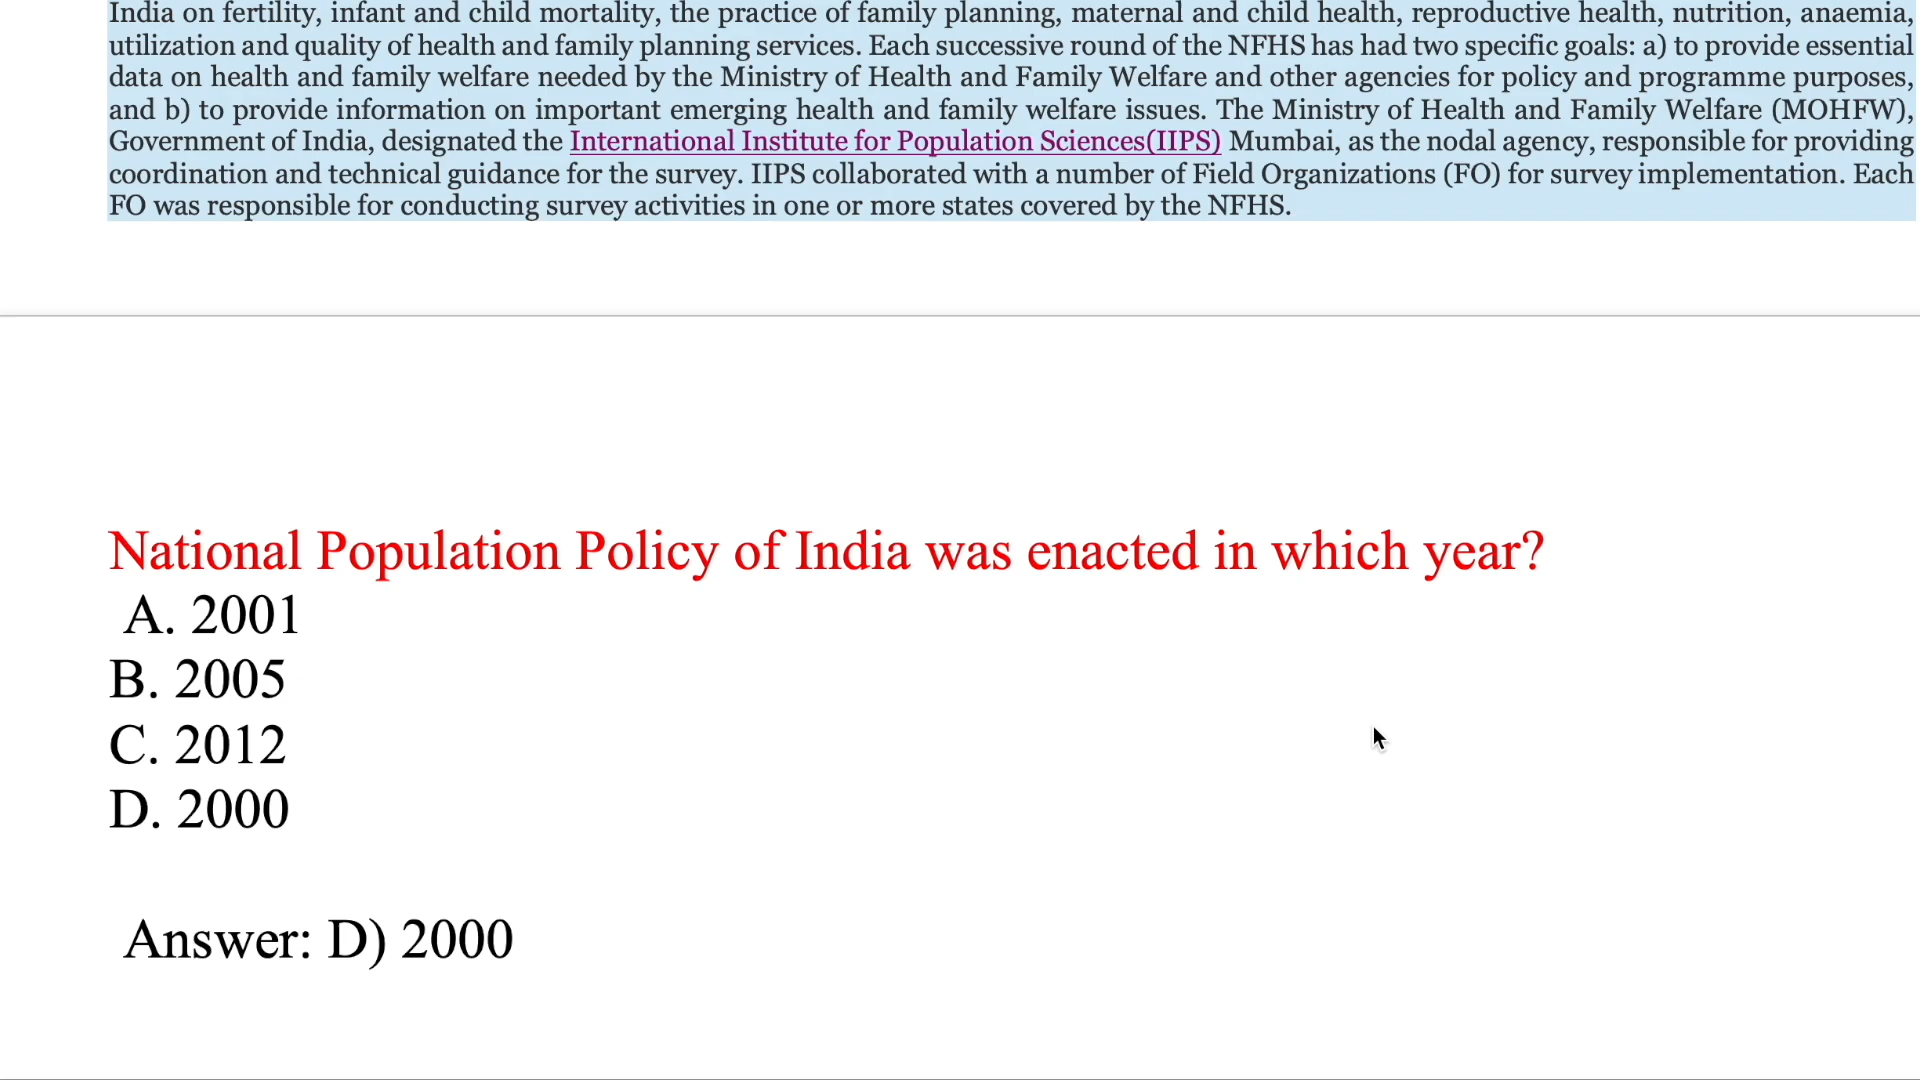 India on fertility, infant and child mortality, the practice of family planning, maternal and child health, reproductive health, nutrition, anaemia,
utilization and quality of health and family planning services. Each successive round of the NFHS has had two specific goals: a) to provide essential
data on health and family welfare needed by the Ministry of Health and Family Welfare and other agencies for policy and programme purposes,
and b) to provide information on important emerging health and family welfare issues. The Ministry of Health and Family Welfare (MOHFW),
Government of India, designated the International Institute for Population Sciences(IIPS) Mumbai, as the nodal agency, responsible for providing
coordination and technical guidance for the survey. IIPS collaborated with a number of Field Organizations (FO) for survey implementation. Each
FO was responsible for conducting survey activities in one or more states covered by the NFHS.
National Population Policy of India was enacted in which year?
A. 2001
B. 2005
C. 2012
D. 2000
Answer: D) 2000